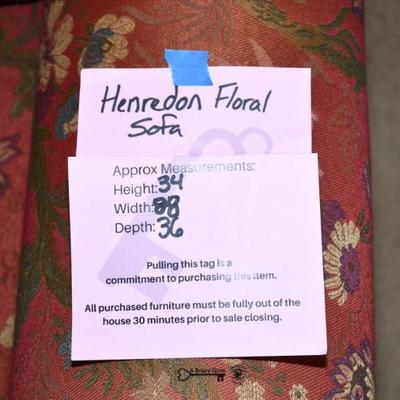 Henredon Floral
Sofa
Approx Measurements:
Height: 34
Width: 88
Depth: 36
Pulling this tag is a
commitment to purchasing this item.
All purchased furniture must be fully out of the
house 30 minutes prior to sale closing.